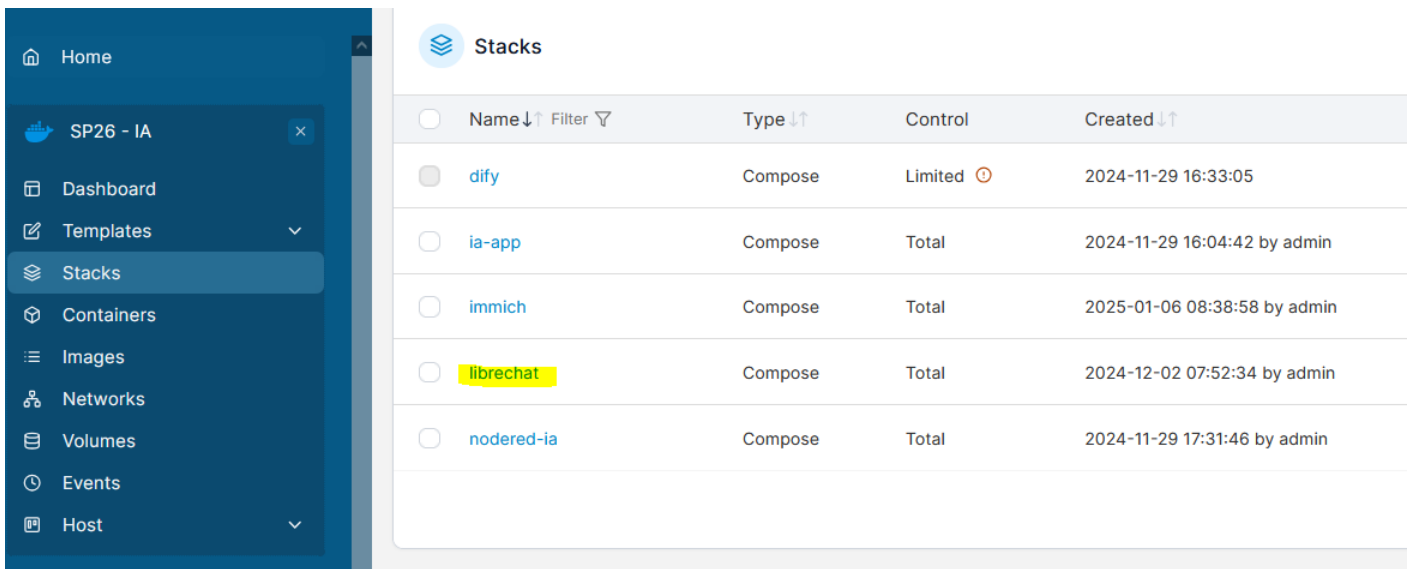 Home
SP26 - IA
Dashboard
Templates
Stacks
Containers
Images
Networks
Volumes
Events
Host
Stacks
Name Filter Type Control Created
dify Compose Limited 2024-11-29 16:33:05
ia-app Compose Total 2024-11-29 16:04:42 by admin
immich Compose Total 2025-01-06 08:38:58 by admin
librechat Compose Total 2024-12-02 07:52:34 by admin
nodered-ia Compose Total 2024-11-29 17:31:46 by admin